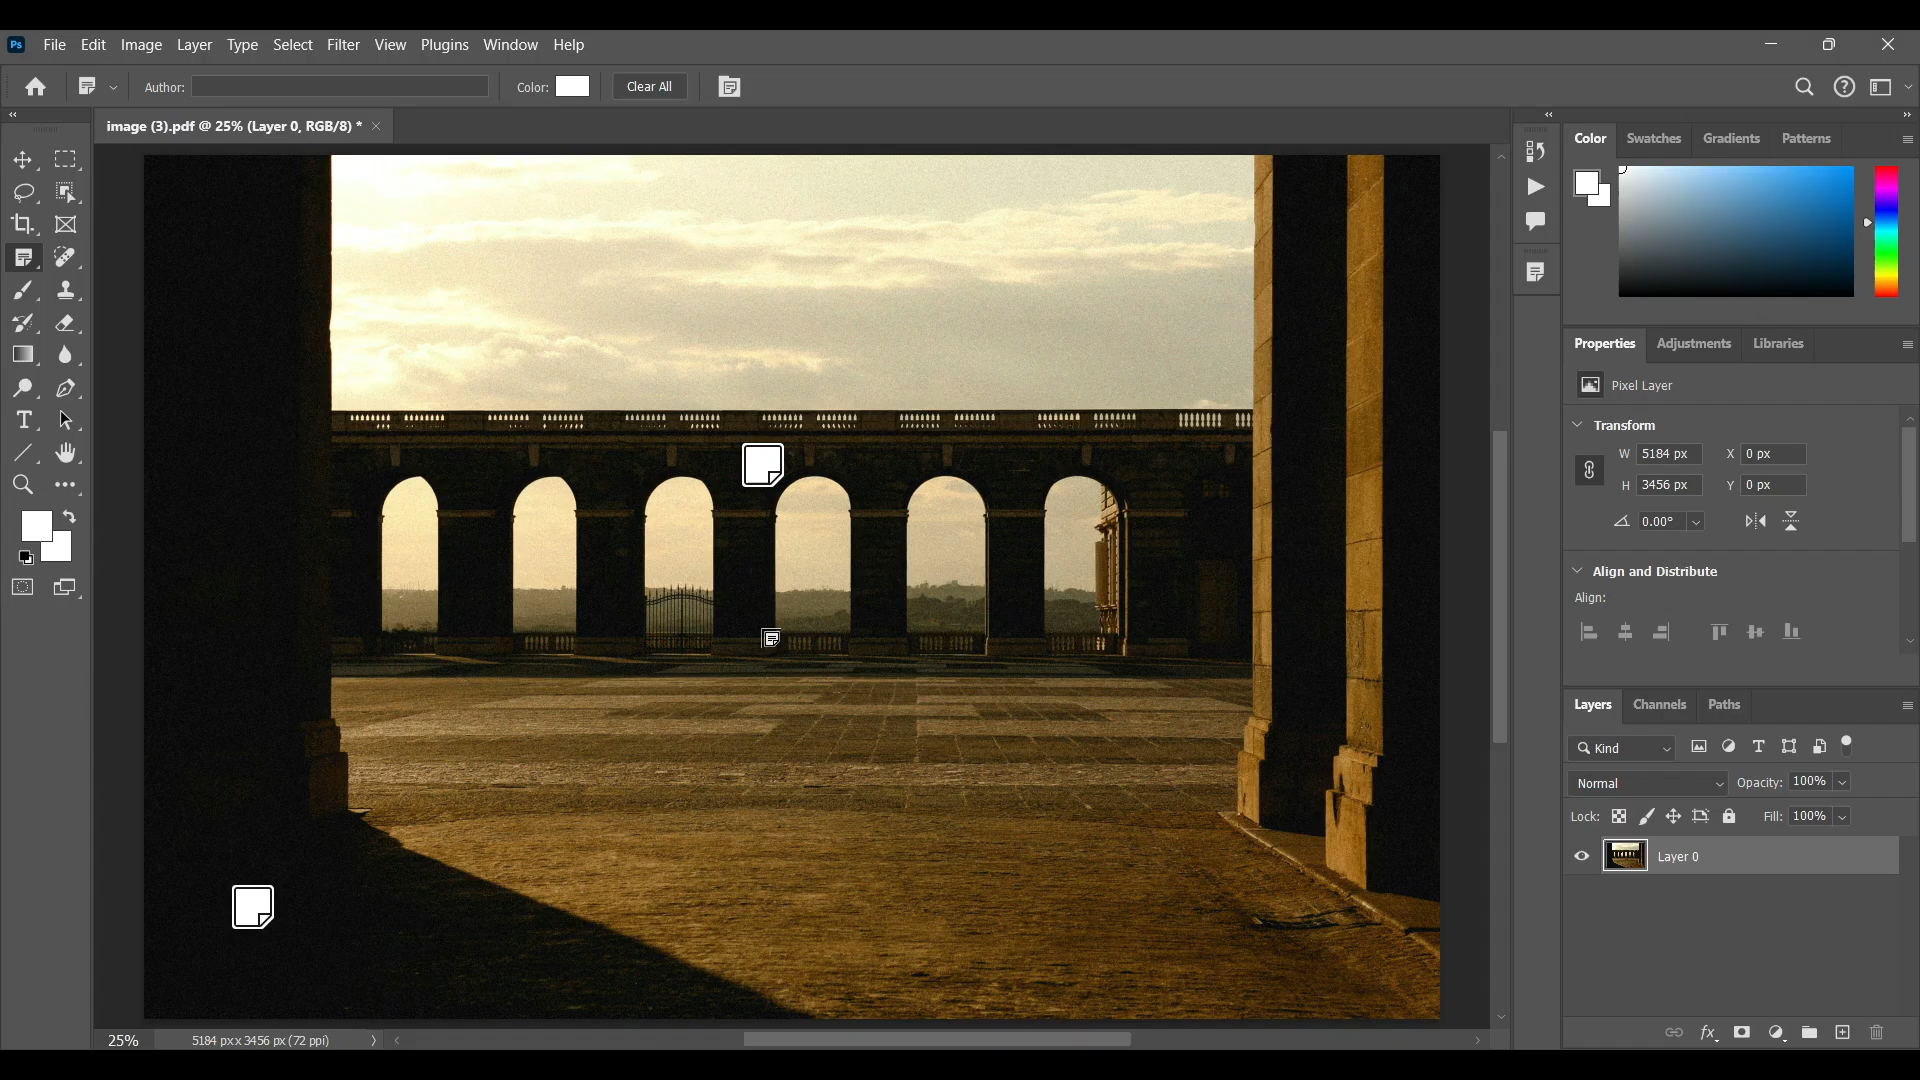 Ps File Edit Image Layer Type Select Filter View Plugins Window Help
Author: Color: Clear All
image (3).pdf @ 25% (Layer 0, RGB/8) *
Color Swatches Gradients Patterns
Properties Adjustments Libraries
Pixel Layer
Transform
W 5184 px X 0 px
H 3456 px Y 0 px
0.00°
Align and Distribute
Align:
Layers Channels Paths
Kind
Normal Opacity: 100%
Lock: Fill: 100%
Layer 0
fx
25% 5184 px x 3456 px (72 ppi)